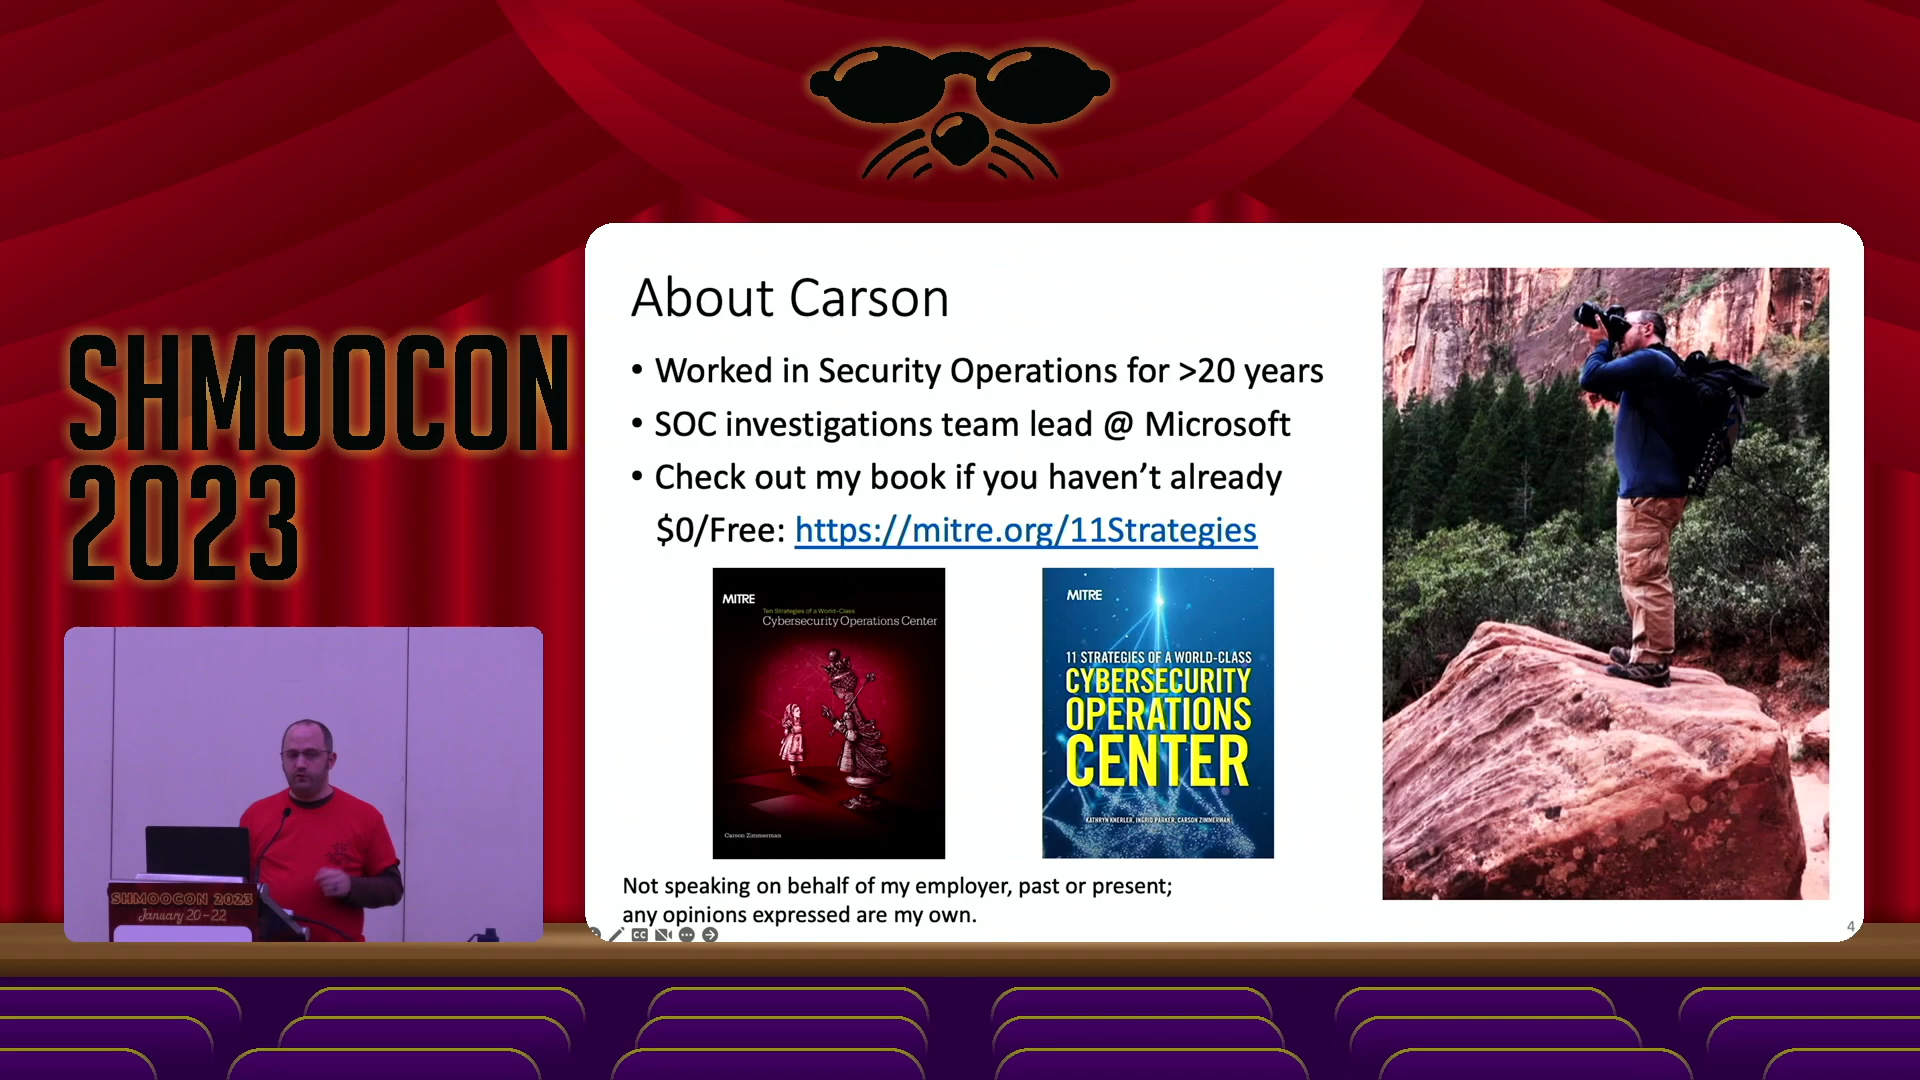 SHMOOCON
2023
About Carson
• Worked in Security Operations for >20 years
• SOC investigations team lead @ Microsoft
• Check out my book if you haven't already
$0/Free: https://mitre.org/11Strategies
MITRE
Ten Strategies of a World-Class
Cybersecurity Operations Center
Carson Zimmerman
MITRE
11 STRATEGIES OF A WORLD-CLASS
CYBERSECURITY
OPERATIONS
CENTER
KATHRYN KNERLER, INGRID PARKER, CARSON ZIMMERMAN
Not speaking on behalf of my employer, past or present;
any opinions expressed are my own.
CC
4
SHMOOCON 2023
January 20-22